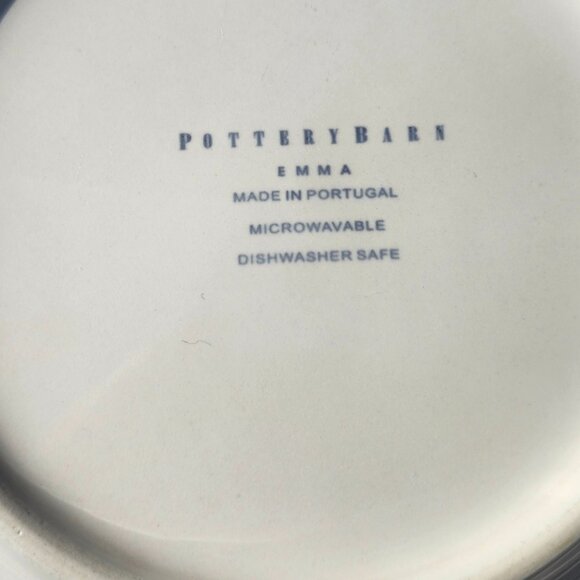 POTTERYBARN
EMMA
MADE IN PORTUGAL
MICROWAVABLE
DISHWASHER SAFE